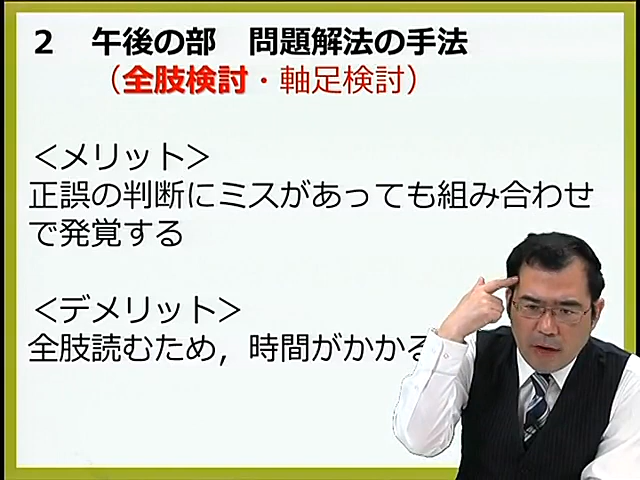 2　午後の部　問題解法の手法
（全肢検討・軸足検討）
＜メリット＞
正誤の判断にミスがあっても組み合わせ
で発覚する
＜デメリット＞
全肢読むため，時間がかかる